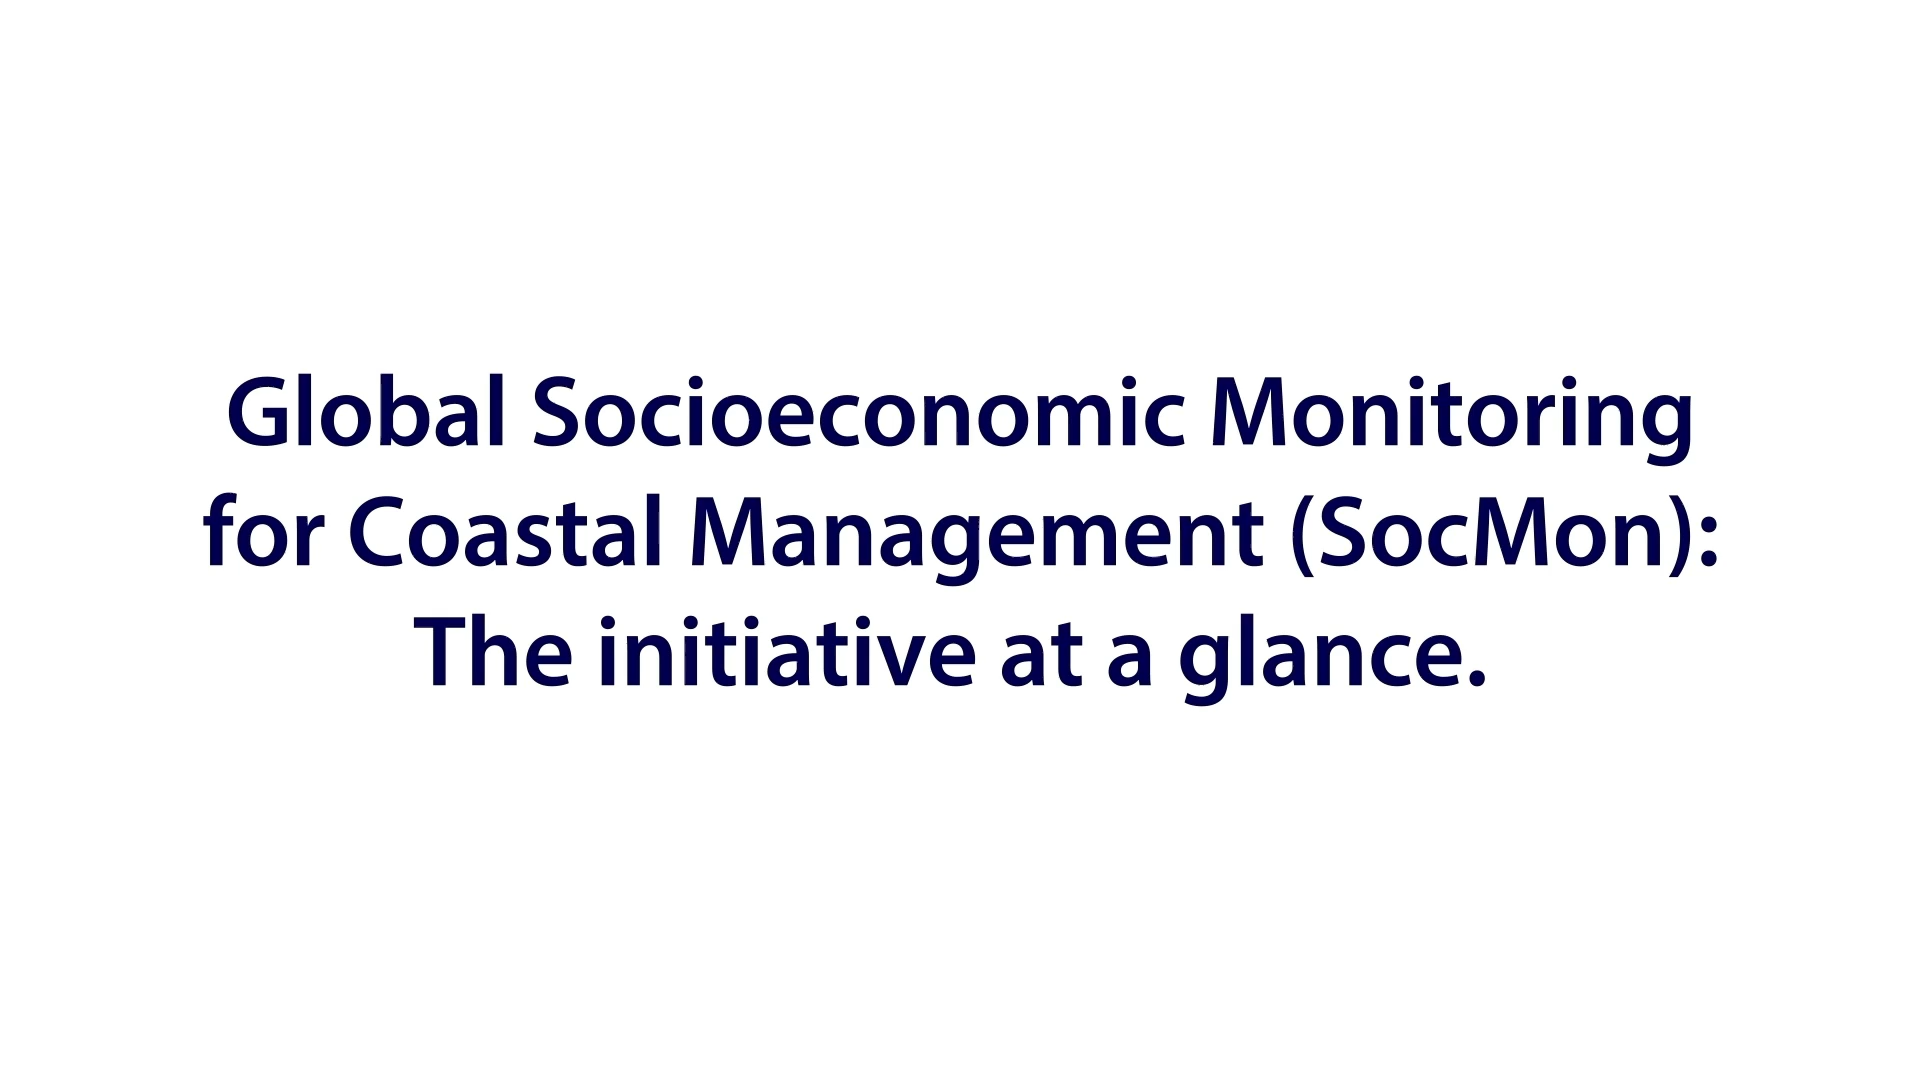 Global Socioeconomic Monitoring
for Coastal Management (SocMon):
The initiative at a glance.